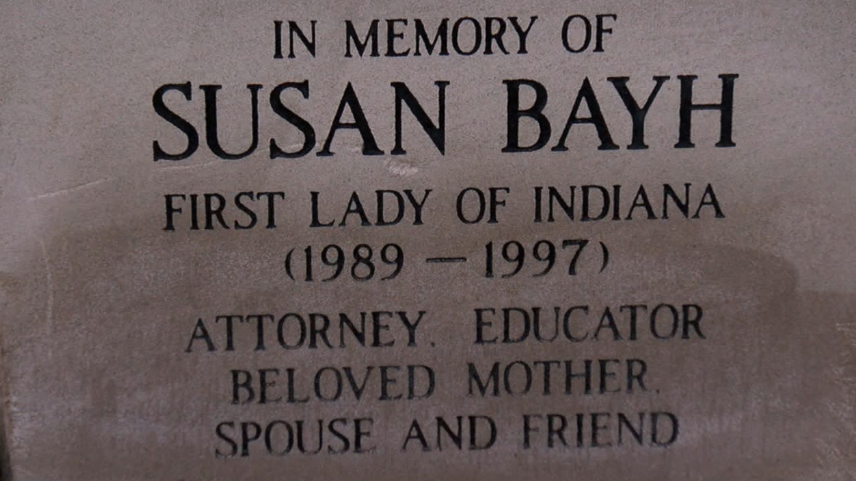 IN MEMORY OF
SUSAN BAYH
FIRST LADY OF INDIANA
(1989 — 1997)
ATTORNEY, EDUCATOR
BELOVED MOTHER,
SPOUSE AND FRIEND